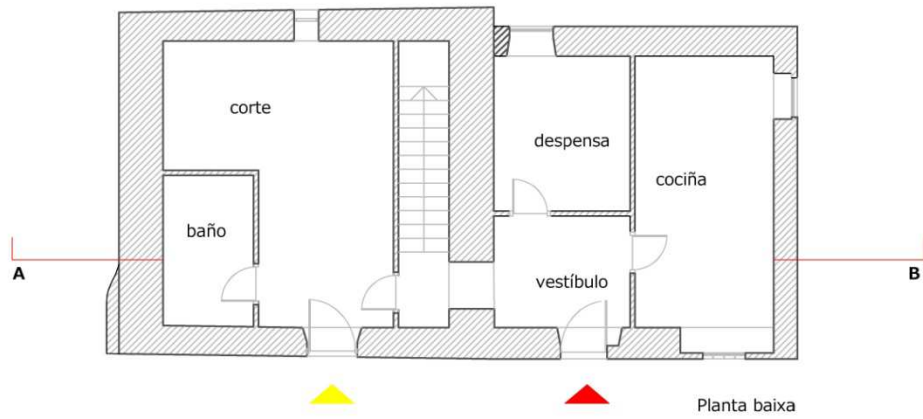 corte
despensa
cociña
baño
A
B
vestíbulo
Planta baixa